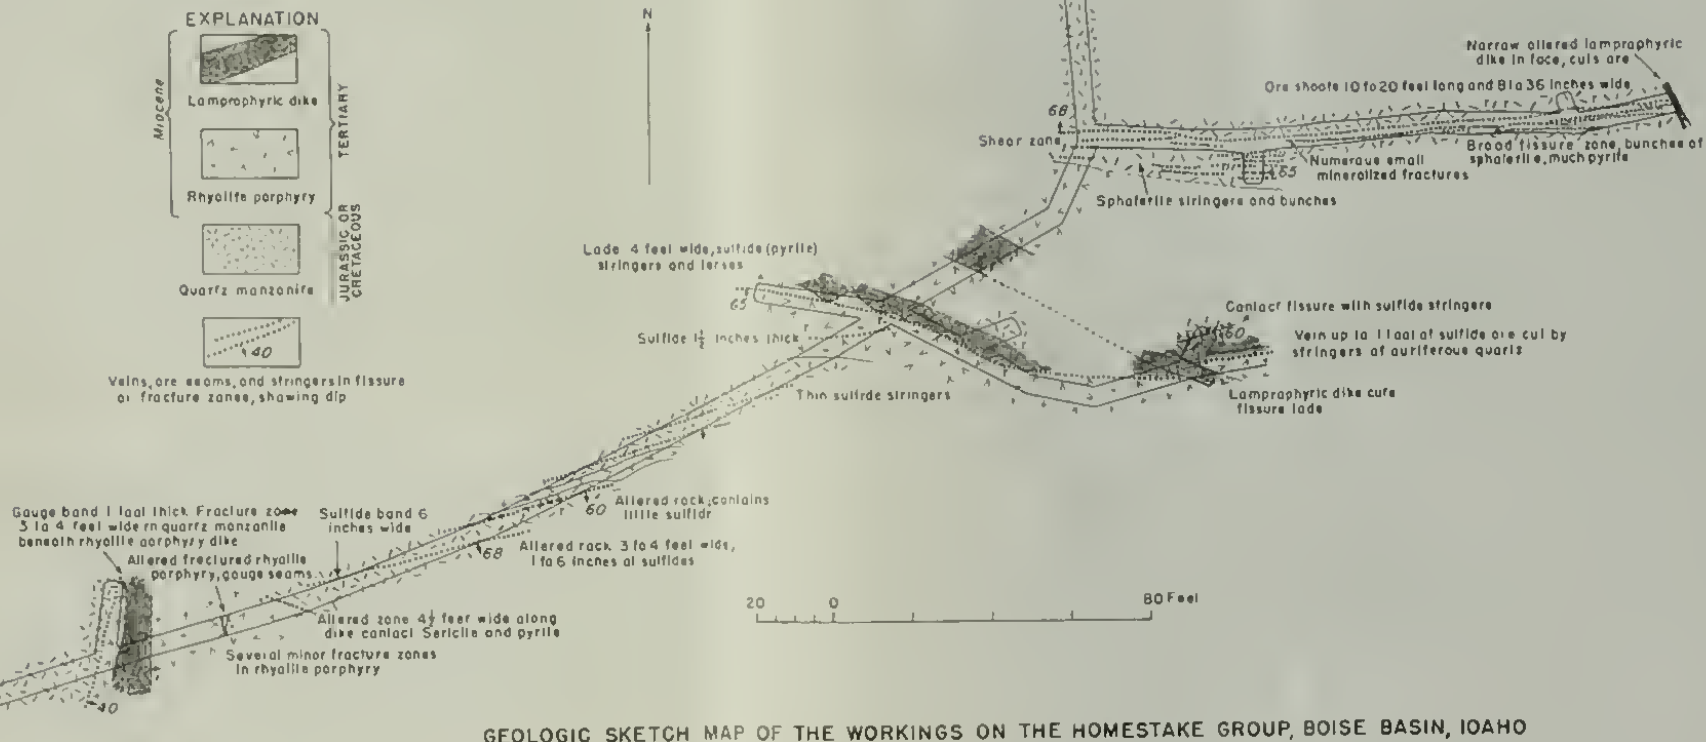 EXPLANATION
Lamprophyric dike
Rhyolite porphyry
Quartz monzonite
40
Veins, ore seams, and stringers in fissure
or fracture zones, showing dip
Miocene
TERTIARY
JURASSIC OR
CRETACEOUS
N
Narrow altered lamprophyric
dike in face, cuts ore
Ore shoots 10 to 20 feet long and 8 to 36 inches wide
68
Shear zone
Broad fissure zone, bunches of
sphalerite, much pyrite
Numerous small
mineralized fractures
65
Sphalerite stringers and bunches
Lode 4 feet wide, sulfide (pyrite)
stringers and lenses
65
Sulfide 1½ inches thick
Contact fissure with sulfide stringers
60
Vein up to 1 foot of sulfide ore cut by
stringers of auriferous quartz
Thin sulfide stringers
Lamprophyric dike cuts
fissure lode
Gouge band 1 foot thick. Fracture zone
3 to 4 feet wide in quartz monzonite
beneath rhyolite porphyry dike
Sulfide band 6
inches wide
60
Altered rock, contains
little sulfide
68
Altered rock 3 to 4 feet wide,
1 to 6 inches of sulfides
Altered fractured rhyolite
porphyry, gouge seams
Altered zone 4½ feet wide along
dike contact Sericite and pyrite
Several minor fracture zones
in rhyolite porphyry
40
20 0 80 Feet
GEOLOGIC SKETCH MAP OF THE WORKINGS ON THE HOMESTAKE GROUP, BOISE BASIN, IDAHO